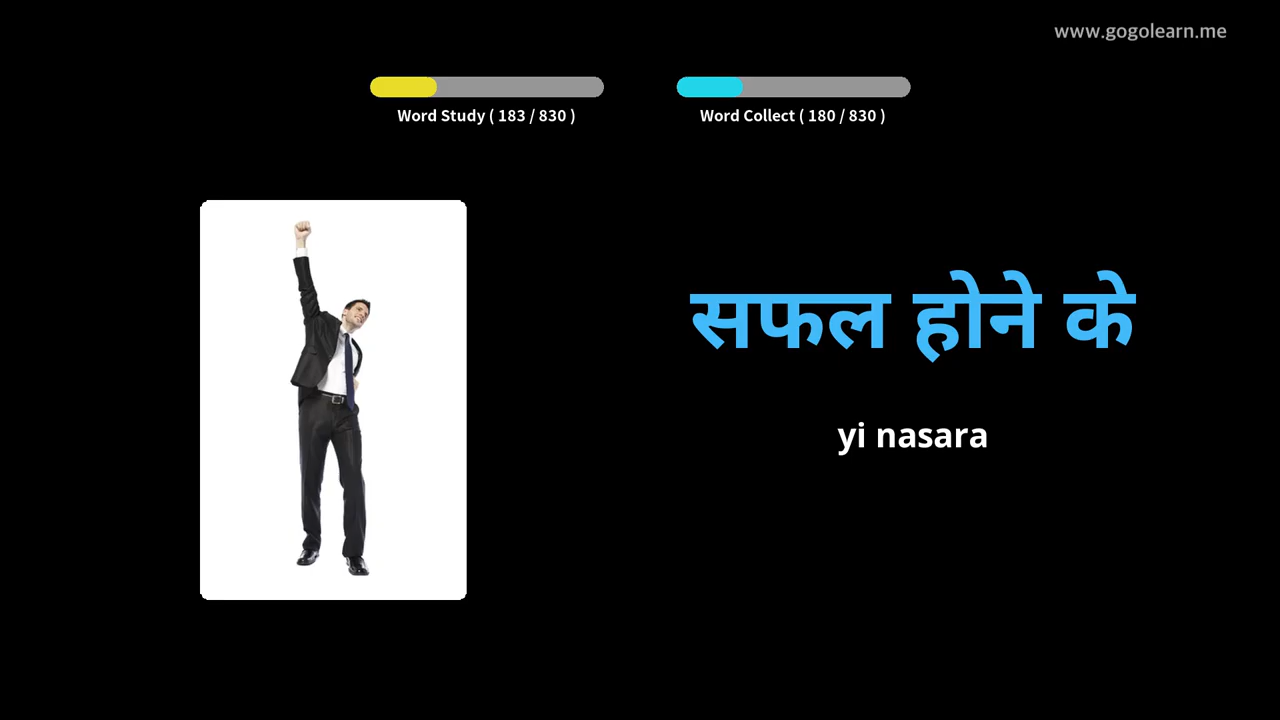 www.gogolearn.me
Word Study ( 183 / 830 )
Word Collect ( 180 / 830 )
सफल होने के
yi nasara